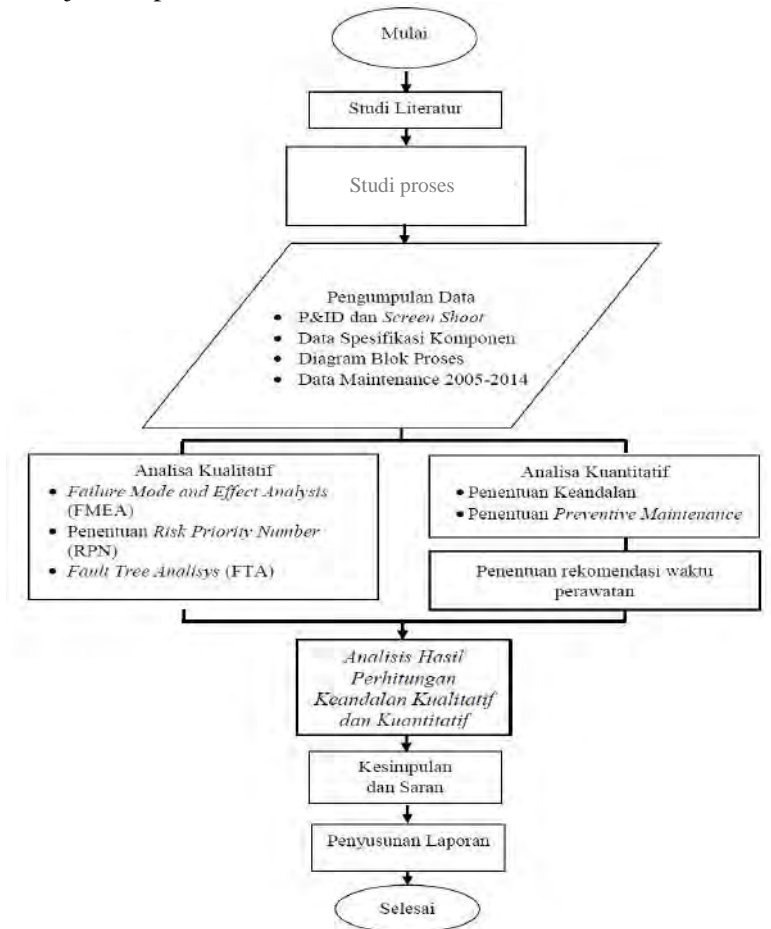 Mulai
Studi Literatur
Studi proses
Pengumpulan Data
• P&ID dan Screen Shoot
• Data Spesifikasi Komponen
• Diagram Blok Proses
• Data Maintenance 2005-2014
Analisa Kualitatif
• Failure Mode and Effect Analysis
(FMEA)
• Penentuan Risk Priority Number
(RPN)
• Fault Tree Analisys (FTA)
Analisa Kuantitatif
• Penentuan Keandalan
• Penentuan Preventive Maintenance
Penentuan rekomendasi waktu
perawatan
Analisis Hasil
Perhitungan
Keandalan Kualitatif
dan Kuantitatif
Kesimpulan
dan Saran
Penyusunan Laporan
Selesai